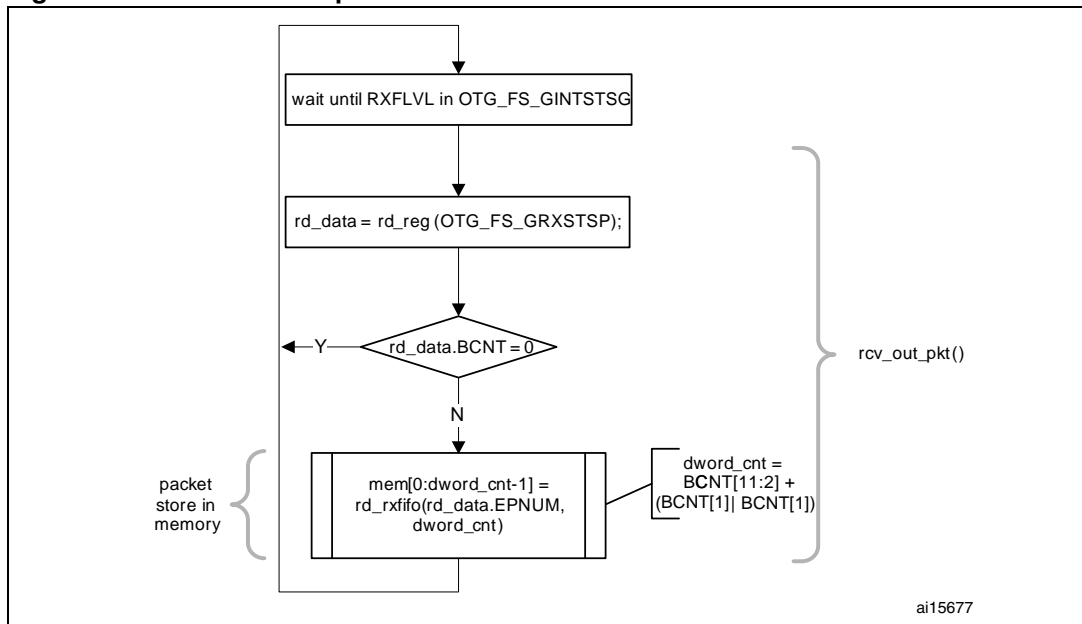 wait until RXFLVL in OTG_FS_GINTSTSG
rd_data = rd_reg (OTG_FS_GRXSTSP);
rd_data.BCNT = 0
Y
rcv_out_pkt()
N
packet
store in
memory
mem[0:dword_cnt-1] =
rd_rxfifo(rd_data.EPNUM,
dword_cnt)
dword_cnt =
BCNT[11:2] +
(BCNT[1]| BCNT[1])
ai15677